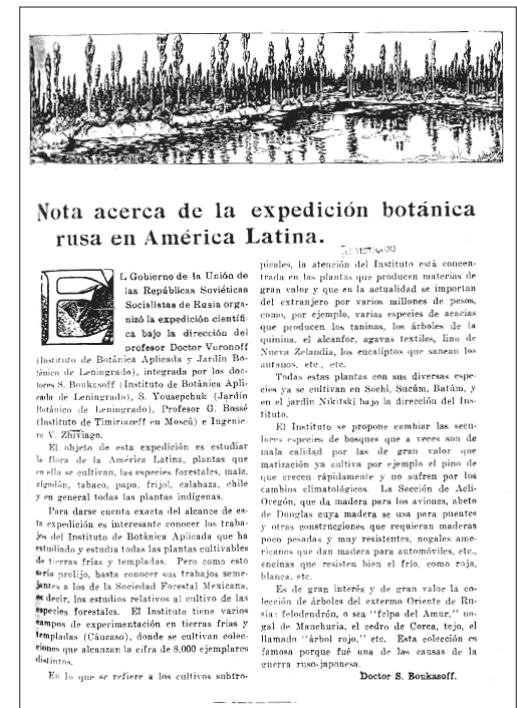 Nota acerca de la expedición botánica
rusa en América Latina.
L Gobierno de la Unión de
las Repúblicas Soviéticas
Socialistas de Rusia orga-
nizó la expedición científi-
ca bajo la dirección del
profesor Doctor Vuronoff
(Instituto de Botánica Aplicada y Jardín Bo-
tánico de Leningrado), integrada por los doc-
tores S. Boukasoff (Instituto de Botánica Apli-
cada de Leningrado), S. Yousepchuk (Jardín
Botánico de Leningrado), Profesor G. Bossé
(Instituto de Timiriazeff en Moscú) e Ingenie-
ro V. Zhiviago.
El objeto de esta expedición es estudiar
la flora de la América Latina, plantas que
en ella se cultivan, las especies forestales, maíz,
algodón, tabaco, papa, frijol, calabaza, chile
y en general todas las plantas indígenas.
Para darse cuenta exacta del alcance de es-
ta expedición es interesante conocer los traba-
jos del Instituto de Botánica Aplicada que ha
estudiado y estudia todas las plantas cultivables
de tierras frías y templadas. Pero como esto
sería prolijo, basta conocer sus trabajos seme-
jantes a los de la Sociedad Forestal Mexicana,
es decir, los estudios relativos al cultivo de las
especies forestales. El Instituto tiene varios
campos de experimentación en tierras frías y
templadas (Cáucaso), donde se cultivan colec-
ciones que alcanzan la cifra de 8,000 ejemplares
distintos.
En lo que se refiere a los cultivos subtro-
picales, la atención del Instituto está concen-
trada en las plantas que producen materias de
gran valor y que en la actualidad se importan
del extranjero por varios millones de pesos,
como, por ejemplo, varias especies de acacias
que producen los taninas, los árboles de la
quinina, el alcanfor, agavas textiles, lino de
Nueva Zelandia, los encaliptos que sanean los
, etc., etc.
Todas estas plantas con sus diversas espe-
cies ya se cultivan en Sochi, Sucúm, Batúm, y
en el jardín Nikitski bajo la dirección del Ins-
tituto.
El Instituto se propone cambiar las secu-
lares especies de bosques que a veces son de
mala calidad por las de gran valor que
matización ya cultiva por ejemplo el pino de
que crecen rápidamente y no sufren por los
cambios climatológicos. La Sección de Acli-
Oregón, que da madera para los aviones, abeto
de Douglas cuya madera se usa para puentes
y otras construcciones que requieran maderas
poco pesadas y muy resistentes, nogales ame-
ricanos que dan madera para automóviles, etc.,
encinas que resisten bien el frío, como roja,
blanca, etc.
Es de gran interés y de gran valor la co-
lección de árboles del extermo Oriente de Ru-
sia: felodendrón, o sea "felpa del Amur," no-
gal de Manchuria, el cedro de Corea, tejo, el
llamado "árbol rojo," etc. Esta colección es
famosa porque fué una de las causas de la
guerra ruso-japonesa.
Doctor S. Boukasoff.